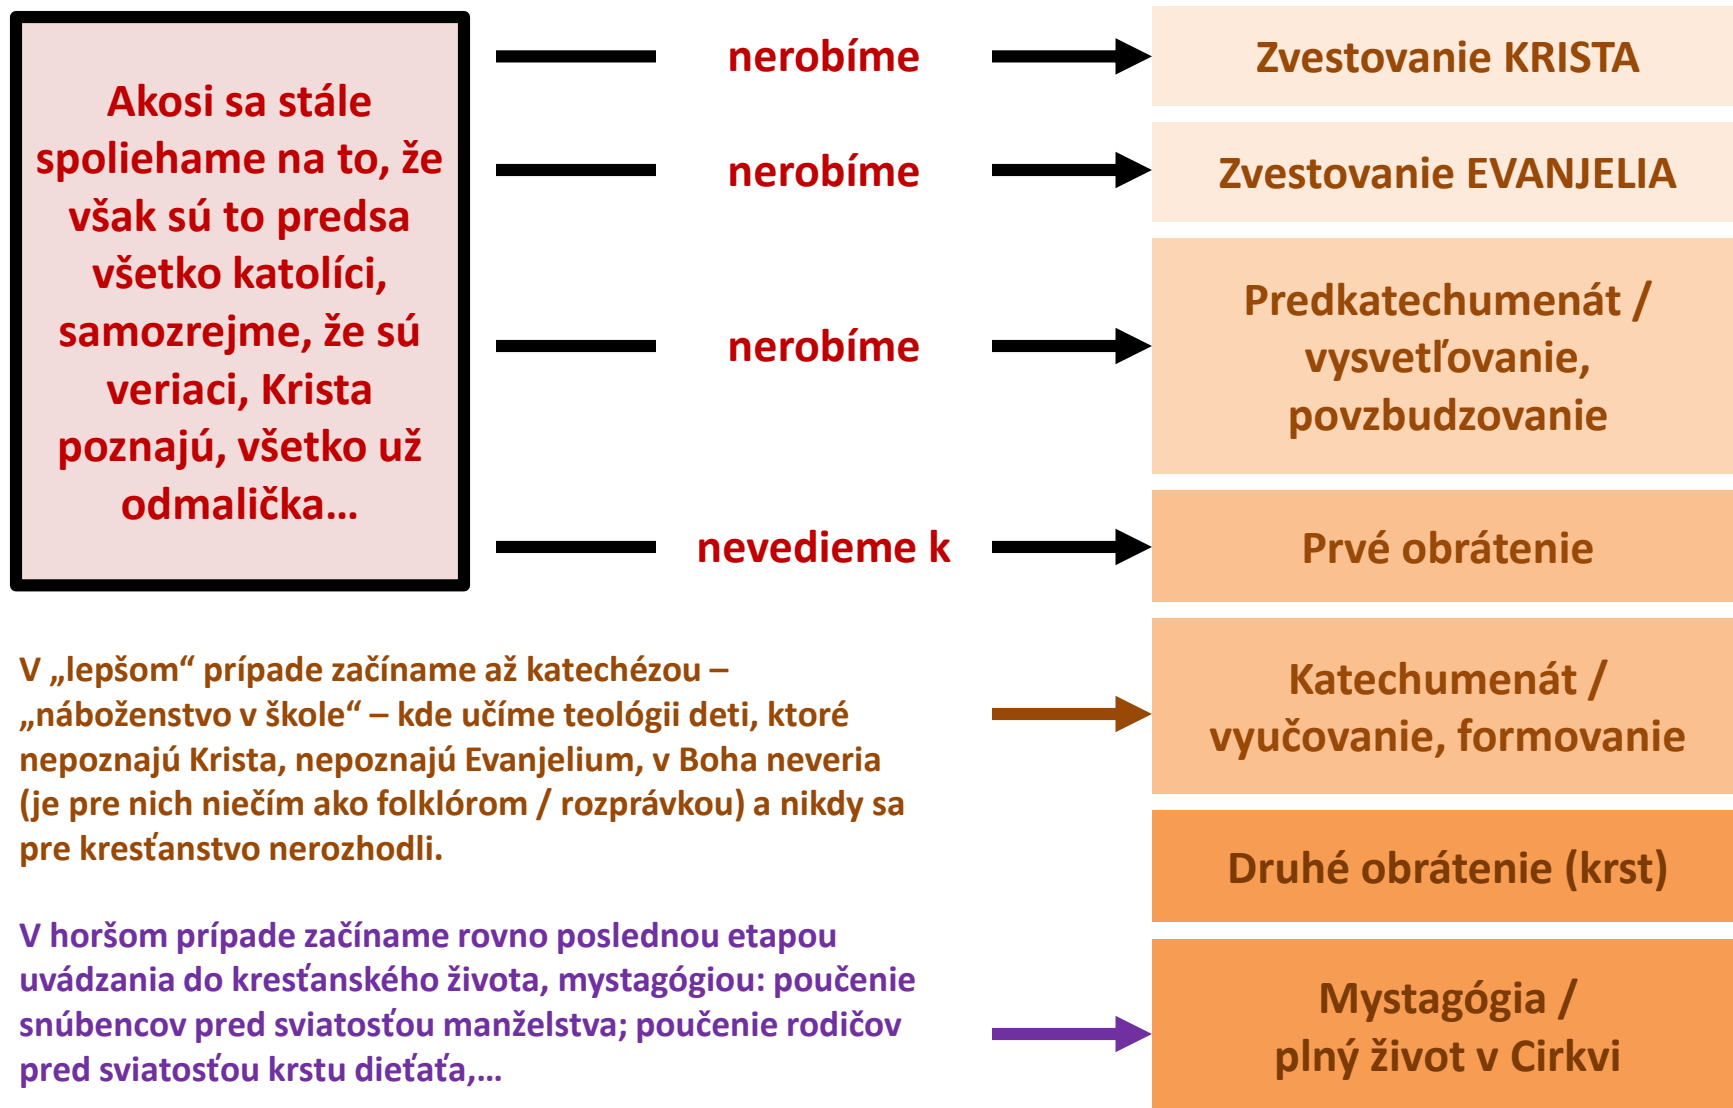 Akosi sa stále
spoliehame na to, že
však sú to predsa
všetko katolíci,
samozrejme, že sú
veriaci, Krista
poznajú, všetko už
odmalička…
nerobíme
Zvestovanie KRISTA
nerobíme
Zvestovanie EVANJELIA
nerobíme
Predkatechumenát /
vysvetľovanie,
povzbudzovanie
nevedieme k
Prvé obrátenie
V „lepšom“ prípade začíname až katechézou –
„náboženstvo v škole“ – kde učíme teológii deti, ktoré
nepoznajú Krista, nepoznajú Evanjelium, v Boha neveria
(je pre nich niečím ako folklórom / rozprávkou) a nikdy sa
pre kresťanstvo nerozhodli.
Katechumenát /
vyučovanie, formovanie
Druhé obrátenie (krst)
V horšom prípade začíname rovno poslednou etapou
uvádzania do kresťanského života, mystagógiou: poučenie
snúbencov pred sviatosťou manželstva; poučenie rodičov
pred sviatosťou krstu dieťaťa,…
Mystagógia /
plný život v Cirkvi